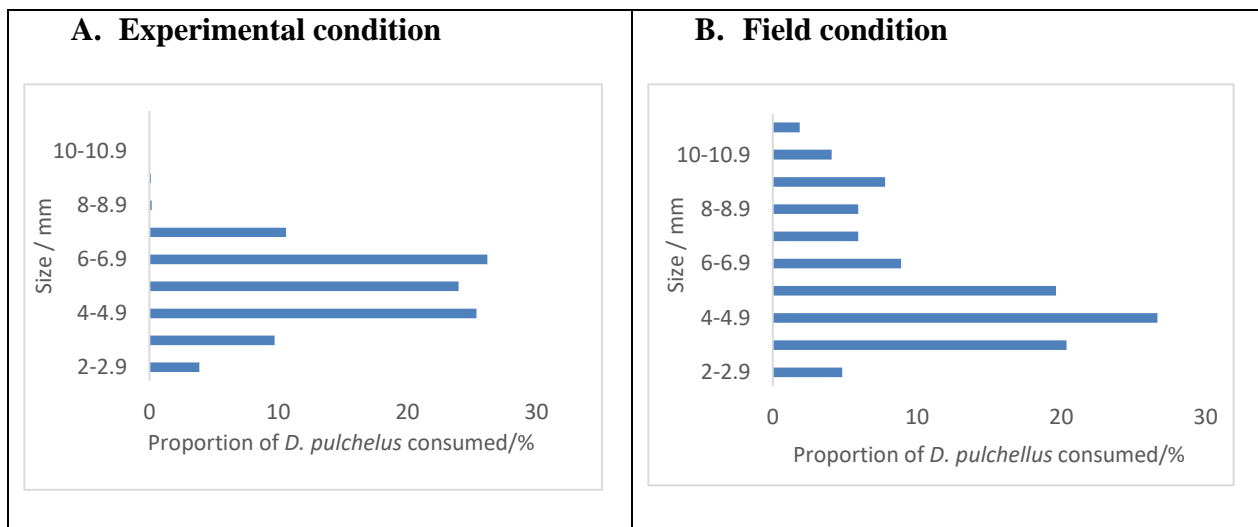 A. Experimental condition
Size / mm
10-10.9
8-8.9
6-6.9
4-4.9
2-2.9
0 10 20 30
Proportion of D. pulchelus consumed/%
B. Field condition
Size / mm
10-10.9
8-8.9
6-6.9
4-4.9
2-2.9
0 10 20 30
Proportion of D. pulchellus consumed/%